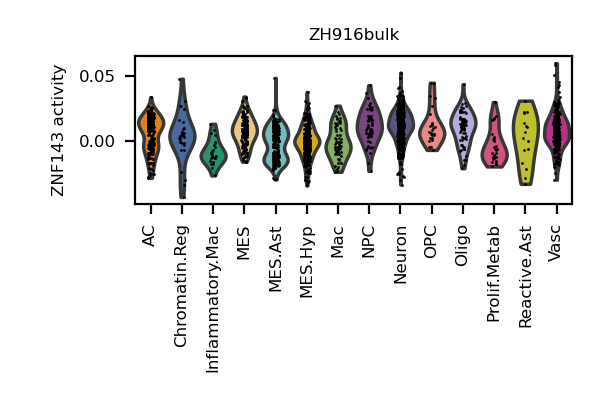 ZH916bulk
ZNF143 activity
0.05
0.00
AC
Chromatin.Reg
Inflammatory.Mac
MES
MES.Ast
MES.Hyp
Mac
NPC
Neuron
OPC
Oligo
Prolif.Metab
Reactive.Ast
Vasc